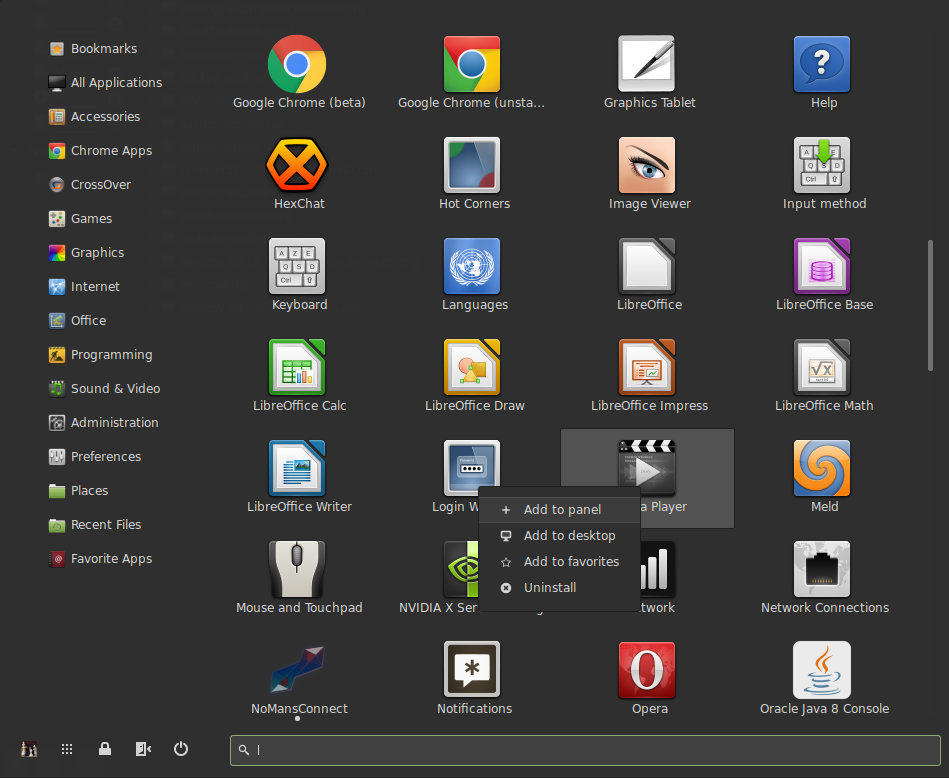 Bookmarks
All Applications
Accessories
Chrome Apps
CrossOver
Games
Graphics
Internet
Office
Programming
Sound & Video
Administration
Preferences
Places
Recent Files
Favorite Apps
Google Chrome (beta)
Google Chrome (unsta...
Graphics Tablet
Help
HexChat
Hot Corners
Image Viewer
Input method
Keyboard
Languages
LibreOffice
LibreOffice Base
LibreOffice Calc
LibreOffice Draw
LibreOffice Impress
LibreOffice Math
LibreOffice Writer
Login W
a Player
Meld
Add to panel
Add to desktop
Add to favorites
Uninstall
Mouse and Touchpad
NVIDIA X Ser
twork
Network Connections
NoMansConnect
Notifications
Opera
Oracle Java 8 Console